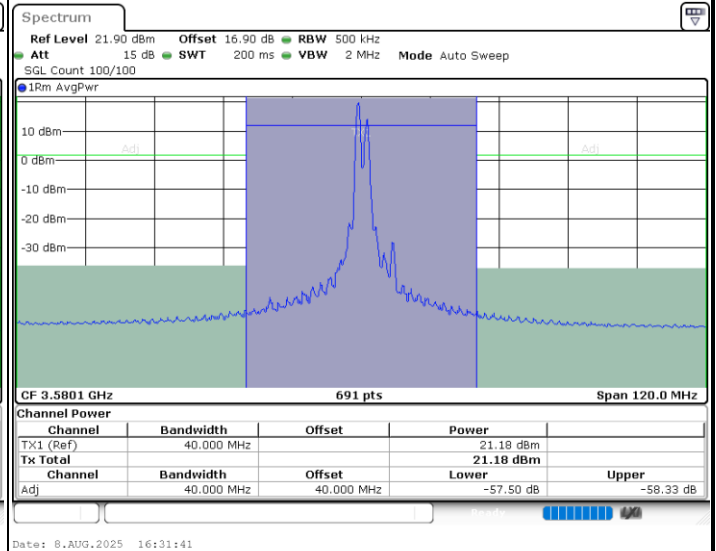 Spectrum
Ref Level 21.90 dBm Offset 16.90 dB RBW 500 kHz
Att 15 dB SWT 200 ms VBW 2 MHz Mode Auto Sweep
SGL Count 100/100
1Rm AvgPwr
10 dBm
Adj Adj
0 dBm
-10 dBm
-20 dBm
-30 dBm
CF 3.5801 GHz 691 pts Span 120.0 MHz
Channel Power
Channel Bandwidth Offset Power
TX1 (Ref) 40.000 MHz 21.18 dBm
Tx Total 21.18 dBm
Channel Bandwidth Offset Lower Upper
Adj 40.000 MHz 40.000 MHz -57.50 dB -58.33 dB
Ready
Date: 8.AUG.2025 16:31:41